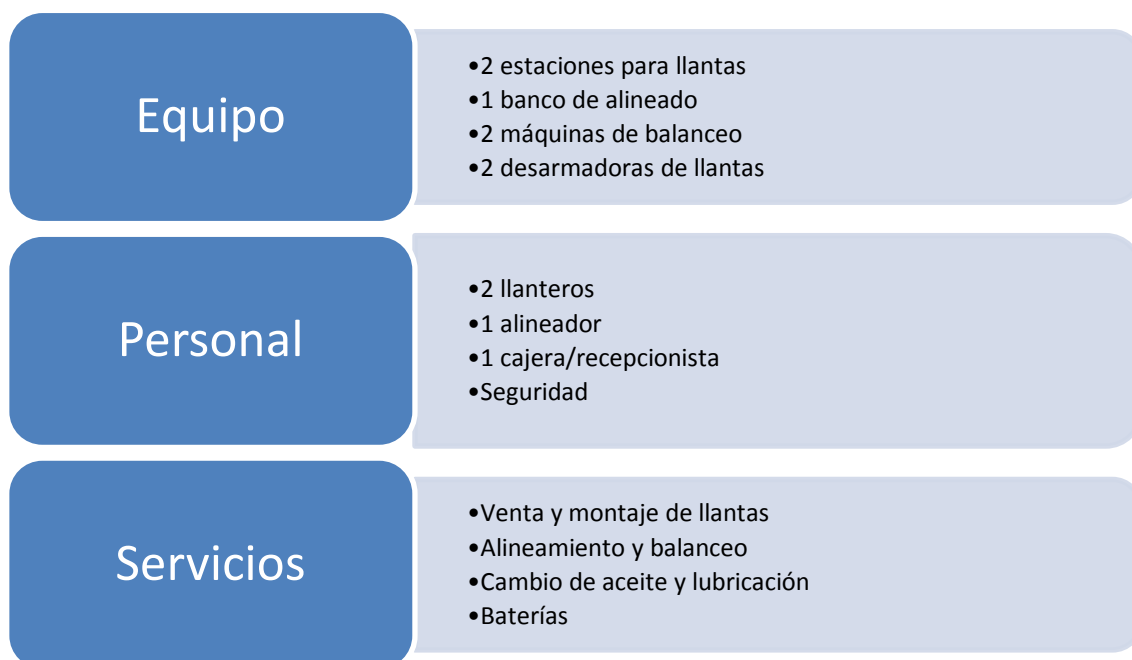 Equipo
•2 estaciones para llantas
•1 banco de alineado
•2 máquinas de balanceo
•2 desarmadoras de llantas
Personal
•2 llanteros
•1 alineador
•1 cajera/recepcionista
•Seguridad
Servicios
•Venta y montaje de llantas
•Alineamiento y balanceo
•Cambio de aceite y lubricación
•Baterías